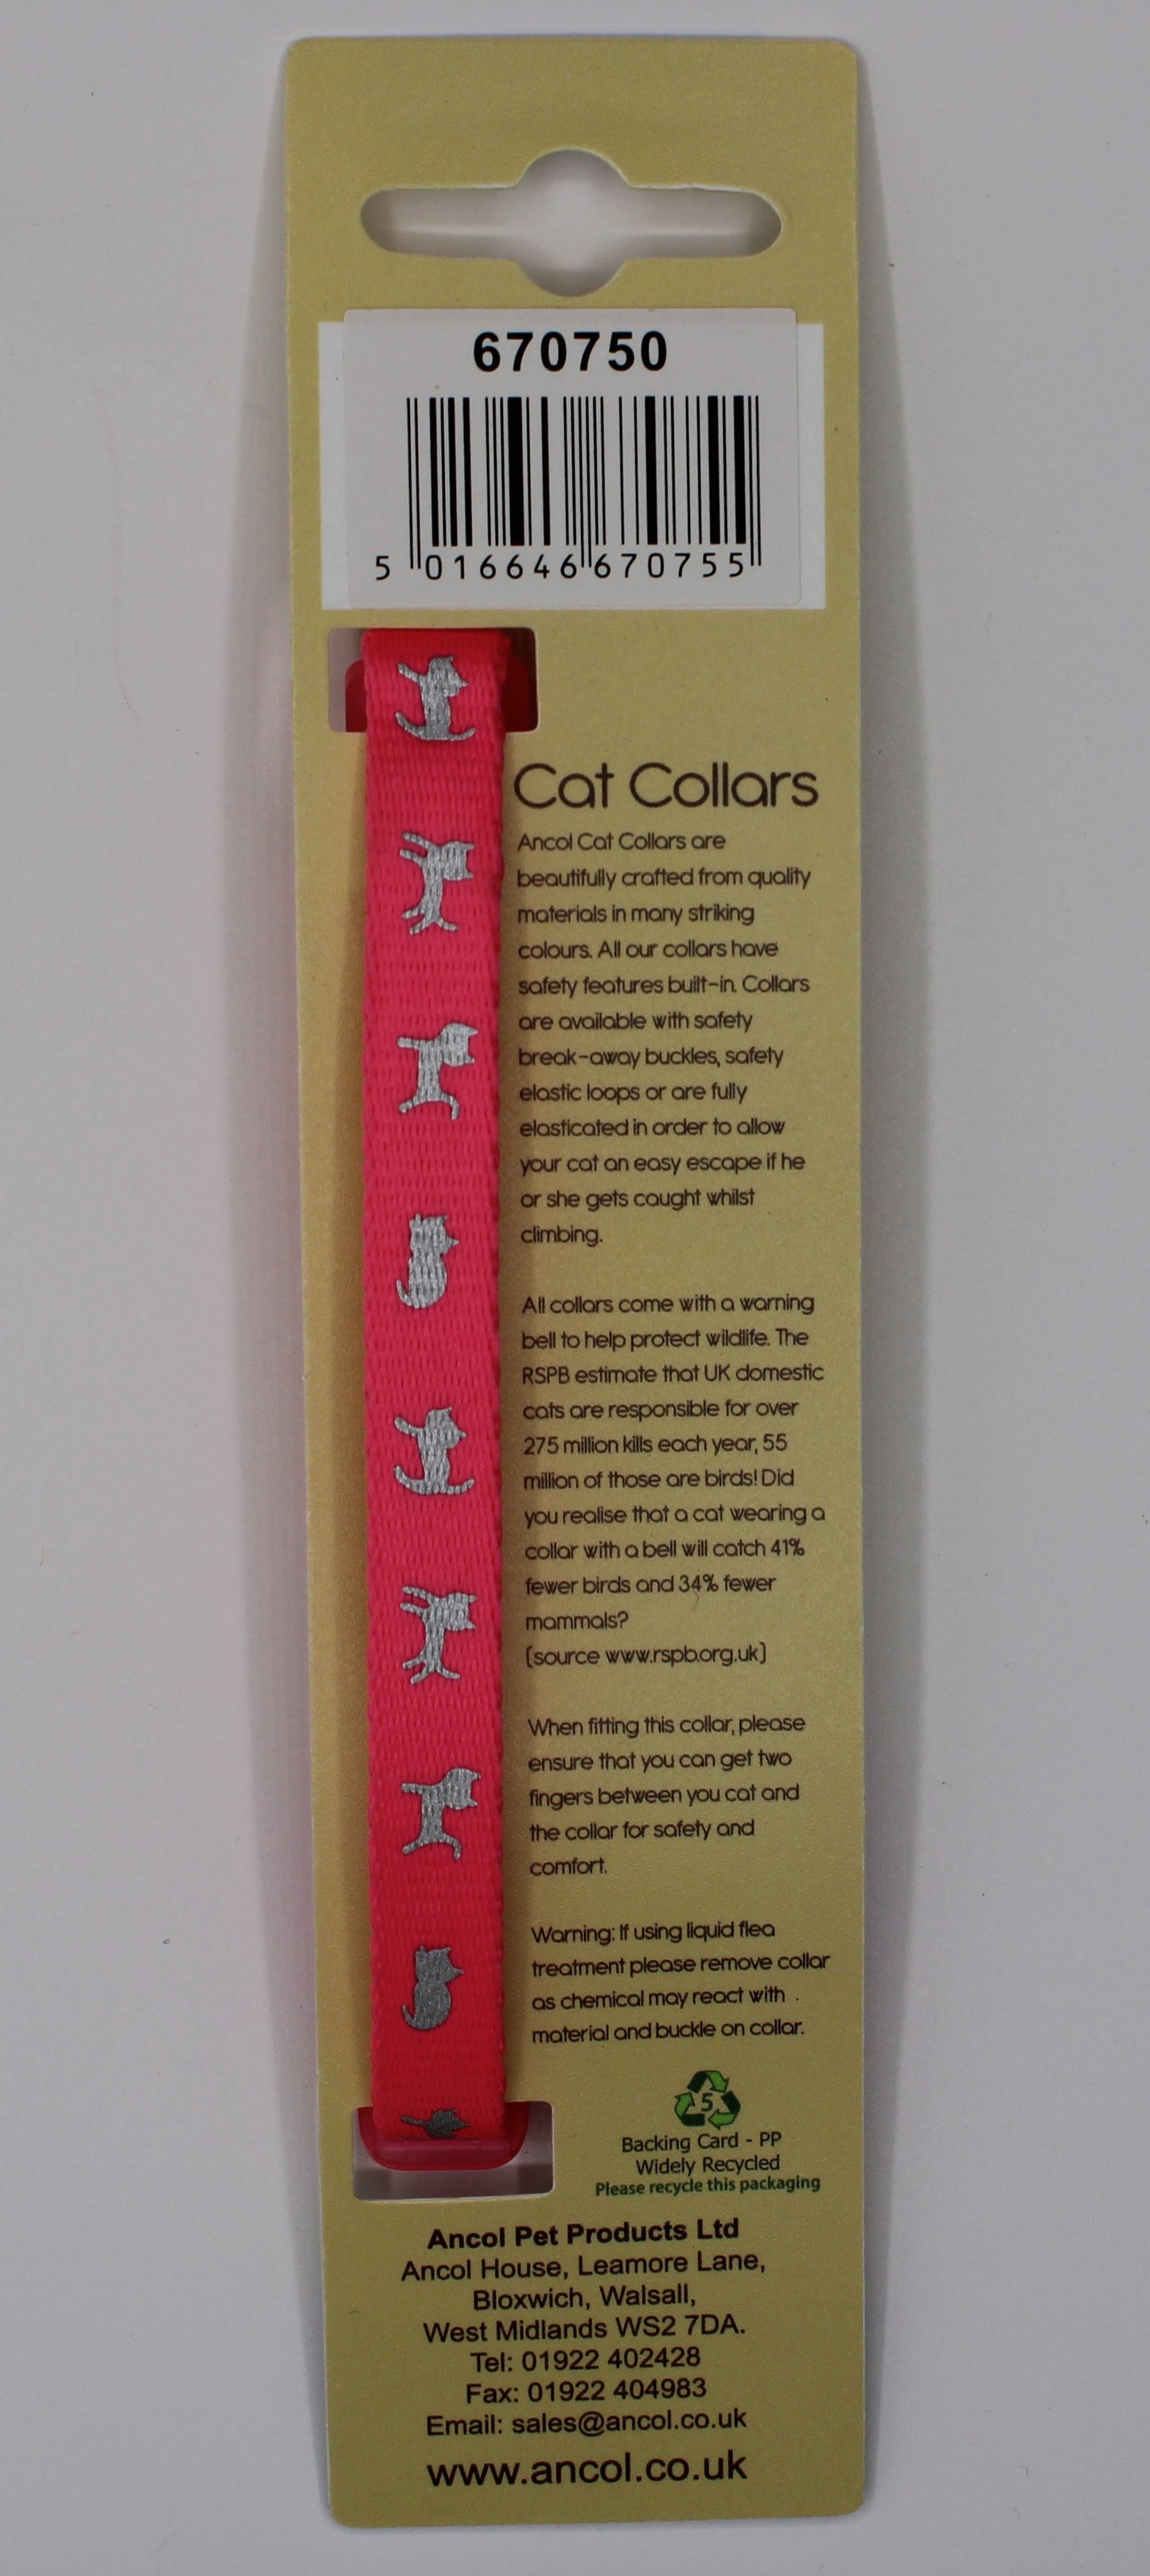 670750
5 016646 670755
Cat Collars
Ancol Cat Collars are
beautifully crafted from quality
materials in many striking
colours. All our collars have
safety features built-in. Collars
are available with safety
break-away buckles, safety
elastic loops or are fully
elasticated in order to allow
your cat an easy escape if he
or she gets caught whilst
climbing.
All collars come with a warning
bell to help protect wildlife. The
RSPB estimate that UK domestic
cats are responsible for over
275 million kills each year, 55
million of those are birds! Did
you realise that a cat wearing a
collar with a bell will catch 41%
fewer birds and 34% fewer
mammals?
(source www.rspb.org.uk)
When fitting this collar, please
ensure that you can get two
fingers between you cat and
the collar for safety and
comfort.
Warning: If using liquid flea
treatment please remove collar
as chemical may react with .
material and buckle on collar.
5
Backing Card - PP
Widely Recycled
Please recycle this packaging
Ancol Pet Products Ltd
Ancol House, Leamore Lane,
Bloxwich, Walsall,
West Midlands WS2 7DA.
Tel: 01922 402428
Fax: 01922 404983
Email: sales@ancol.co.uk
www.ancol.co.uk